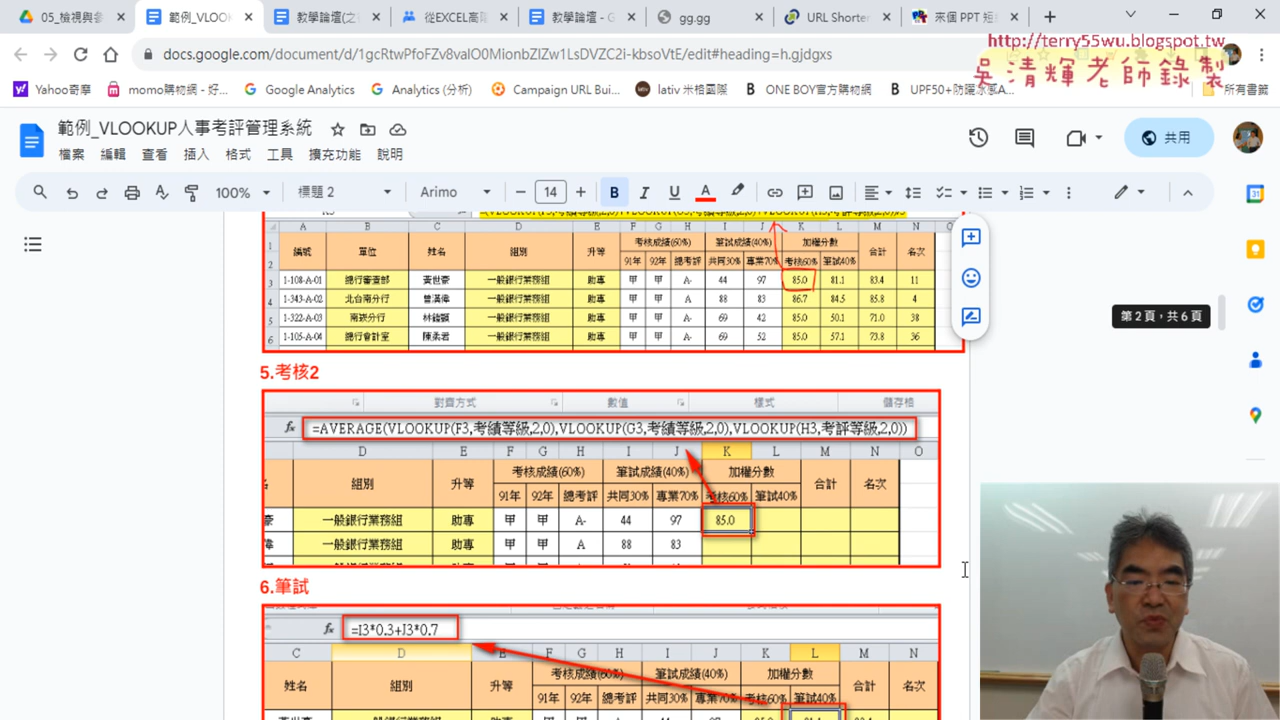 05_檢視與參
範例_VLOOKU
教學論壇(之
從EXCEL高階
教學論壇 - G
gg.gg
URL Shorte
來個 PPT 短
docs.google.com/document/d/1gcRtwPfoFZv8vaO0MionbZlZw1LsDVZC2i-kbsoVtE/edit#heading=h.gjdgxs
http://terry55wu.blogspot.tw
吳清輝老師錄製
Yahoo奇摩
momo購物網 - 好...
Google Analytics
Analytics (分析)
Campaign URL Bui...
lativ 米格國際
ONE BOY官方購物網
UPF50+防曬冰感A...
所有書籤
範例_VLOOKUP人事考評管理系統
檔案 編輯 查看 插入 格式 工具 擴充功能 說明
共用
100% 標題 2 Arimo 14 B I U A
A B C D E F G H I J K L M N O
編號 單位 姓名 組別 升等 考核成績(60%) 筆試成績(40%) 加權分數 合計 名次
91年 92年 總考評 共同30% 專業70% 考核60% 筆試40%
3 1-108-A-01 總行審查部 黃世豪 一般銀行業務組 助專 甲 甲 A- 44 97 85.0 81.1 83.4 11
4 1-343-A-02 北台南分行 曾漢偉 一般銀行業務組 助專 甲 甲 A 88 83 86.7 84.5 85.8 4
5 1-322-A-03 南崁分行 林鍇顗 一般銀行業務組 助專 甲 甲 A- 69 42 85.0 50.1 71.0 38
6 1-105-A-04 總行會計室 陳柔君 一般銀行業務組 助專 甲 甲 A- 69 52 85.0 57.1 73.8 36
第 2 頁，共 6 頁
5.考核2
對齊方式 數值 樣式 儲存格
fx =AVERAGE(VLOOKUP(F3,考績等級,2,0),VLOOKUP(G3,考績等級,2,0),VLOOKUP(H3,考評等級,2,0))
D E F G H I J K L M N O
組別 升等 考核成績(60%) 筆試成績(40%) 加權分數 合計 名次
91年 92年 總考評 共同30% 專業70% 考核60% 筆試40%
豪 一般銀行業務組 助專 甲 甲 A- 44 97 85.0
偉 一般銀行業務組 助專 甲 甲 A 88 83
6.筆試
fx =I3*0.3+J3*0.7
C D E F G H I J K L M N
姓名 組別 升等 考核成績(60%) 筆試成績(40%) 加權分數 合計 名次
91年 92年 總考評 共同30% 專業70% 考核60% 筆試40%